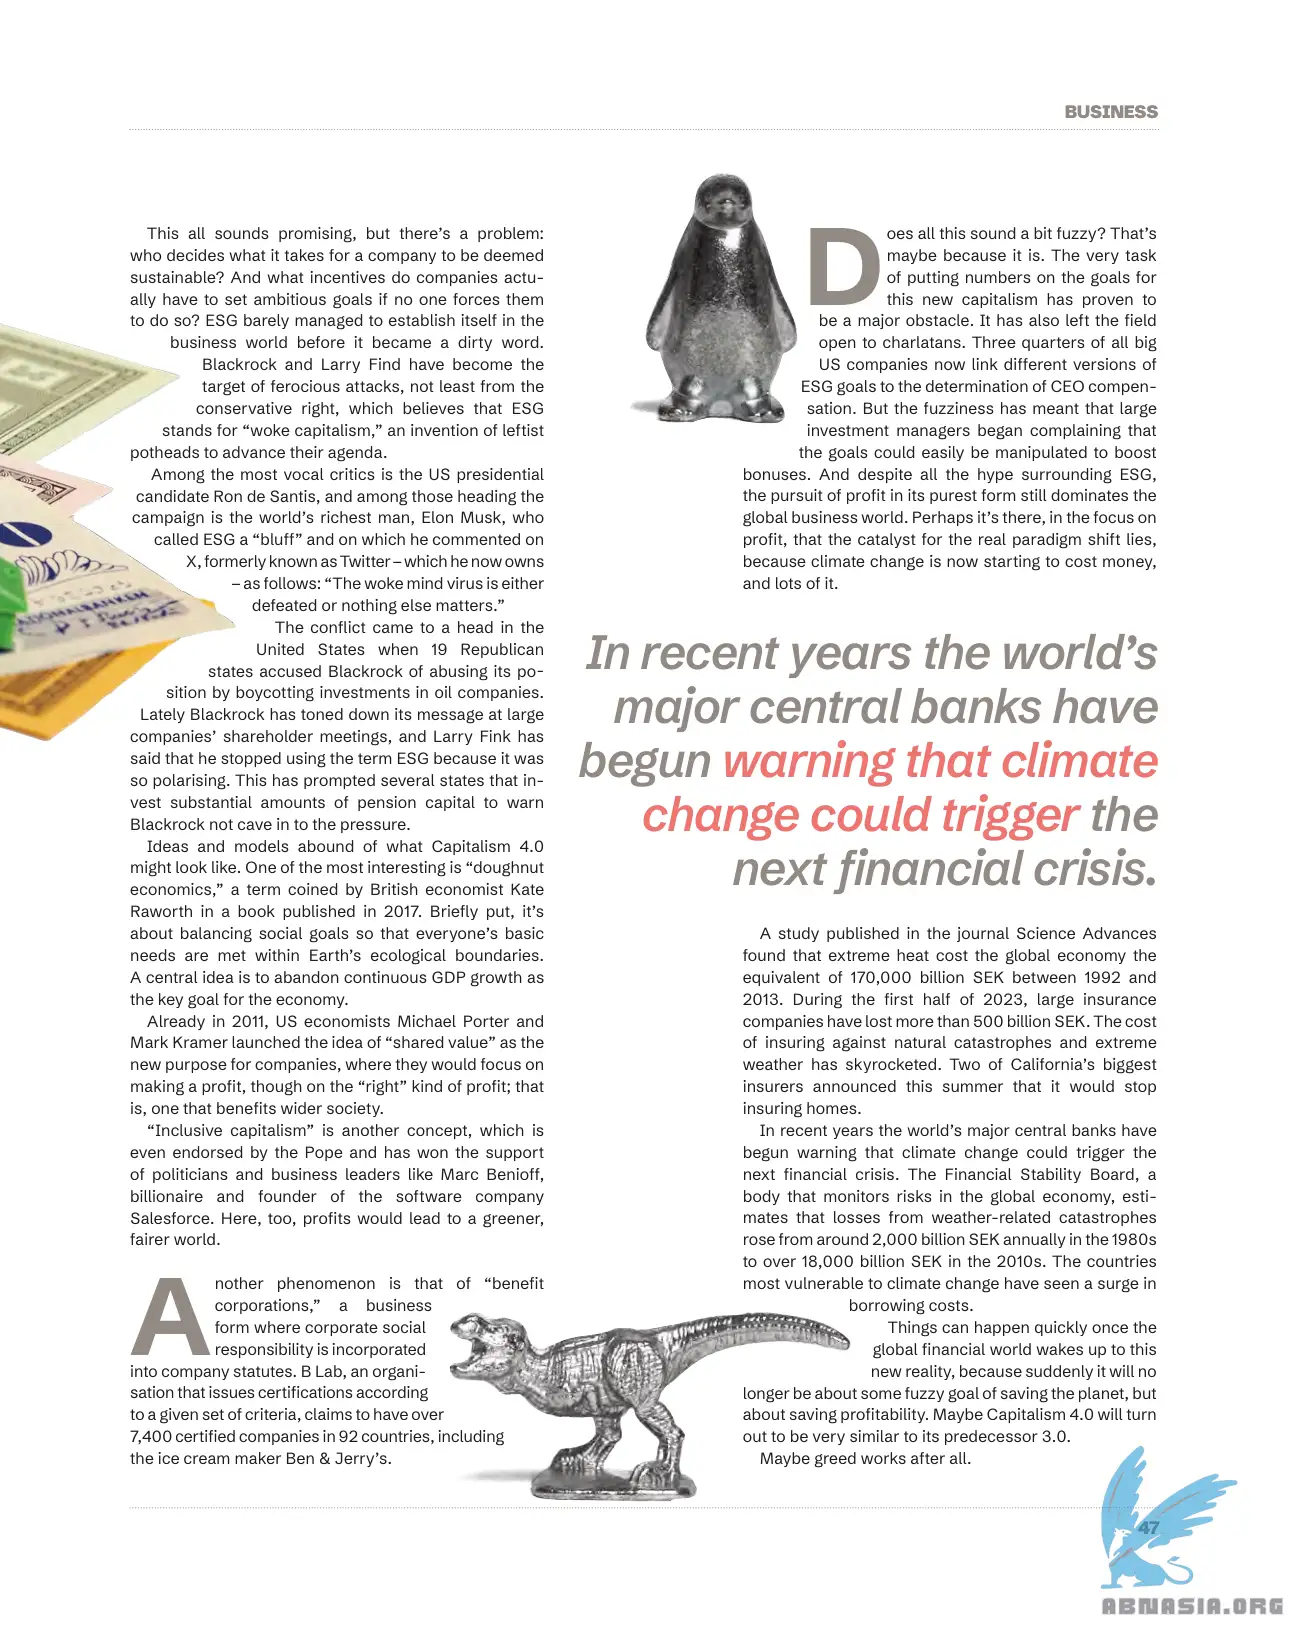 BUSINESS
This all sounds promising, but there’s a problem:
who decides what it takes for a company to be deemed
sustainable? And what incentives do companies actu-
ally have to set ambitious goals if no one forces them
to do so? ESG barely managed to establish itself in the
business world before it became a dirty word.
Blackrock and Larry Find have become the
target of ferocious attacks, not least from the
conservative right, which believes that ESG
stands for “woke capitalism,” an invention of leftist
potheads to advance their agenda.
Among the most vocal critics is the US presidential
candidate Ron de Santis, and among those heading the
campaign is the world’s richest man, Elon Musk, who
called ESG a “bluff” and on which he commented on
X, formerly known as Twitter – which he now owns
– as follows: “The woke mind virus is either
defeated or nothing else matters.”
The conflict came to a head in the
United States when 19 Republican
states accused Blackrock of abusing its po-
sition by boycotting investments in oil companies.
Lately Blackrock has toned down its message at large
companies’ shareholder meetings, and Larry Fink has
said that he stopped using the term ESG because it was
so polarising. This has prompted several states that in-
vest substantial amounts of pension capital to warn
Blackrock not cave in to the pressure.
Ideas and models abound of what Capitalism 4.0
might look like. One of the most interesting is “doughnut
economics,” a term coined by British economist Kate
Raworth in a book published in 2017. Briefly put, it’s
about balancing social goals so that everyone’s basic
needs are met within Earth’s ecological boundaries.
A central idea is to abandon continuous GDP growth as
the key goal for the economy.
Already in 2011, US economists Michael Porter and
Mark Kramer launched the idea of “shared value” as the
new purpose for companies, where they would focus on
making a profit, though on the “right” kind of profit; that
is, one that benefits wider society.
“Inclusive capitalism” is another concept, which is
even endorsed by the Pope and has won the support
of politicians and business leaders like Marc Benioff,
billionaire and founder of the software company
Salesforce. Here, too, profits would lead to a greener,
fairer world.
Another phenomenon is that of “benefit
corporations,” a business
form where corporate social
responsibility is incorporated
into company statutes. B Lab, an organi-
sation that issues certifications according
to a given set of criteria, claims to have over
7,400 certified companies in 92 countries, including
the ice cream maker Ben & Jerry’s.
Does all this sound a bit fuzzy? That’s
maybe because it is. The very task
of putting numbers on the goals for
this new capitalism has proven to
be a major obstacle. It has also left the field
open to charlatans. Three quarters of all big
US companies now link different versions of
ESG goals to the determination of CEO compen-
sation. But the fuzziness has meant that large
investment managers began complaining that
the goals could easily be manipulated to boost
bonuses. And despite all the hype surrounding ESG,
the pursuit of profit in its purest form still dominates the
global business world. Perhaps it’s there, in the focus on
profit, that the catalyst for the real paradigm shift lies,
because climate change is now starting to cost money,
and lots of it.
In recent years the world’s
major central banks have
begun warning that climate
change could trigger the
next financial crisis.
A study published in the journal Science Advances
found that extreme heat cost the global economy the
equivalent of 170,000 billion SEK between 1992 and
2013. During the first half of 2023, large insurance
companies have lost more than 500 billion SEK. The cost
of insuring against natural catastrophes and extreme
weather has skyrocketed. Two of California’s biggest
insurers announced this summer that it would stop
insuring homes.
In recent years the world’s major central banks have
begun warning that climate change could trigger the
next financial crisis. The Financial Stability Board, a
body that monitors risks in the global economy, esti-
mates that losses from weather-related catastrophes
rose from around 2,000 billion SEK annually in the 1980s
to over 18,000 billion SEK in the 2010s. The countries
most vulnerable to climate change have seen a surge in
borrowing costs.
Things can happen quickly once the
global financial world wakes up to this
new reality, because suddenly it will no
longer be about some fuzzy goal of saving the planet, but
about saving profitability. Maybe Capitalism 4.0 will turn
out to be very similar to its predecessor 3.0.
Maybe greed works after all.
47
ABNASIA.ORG